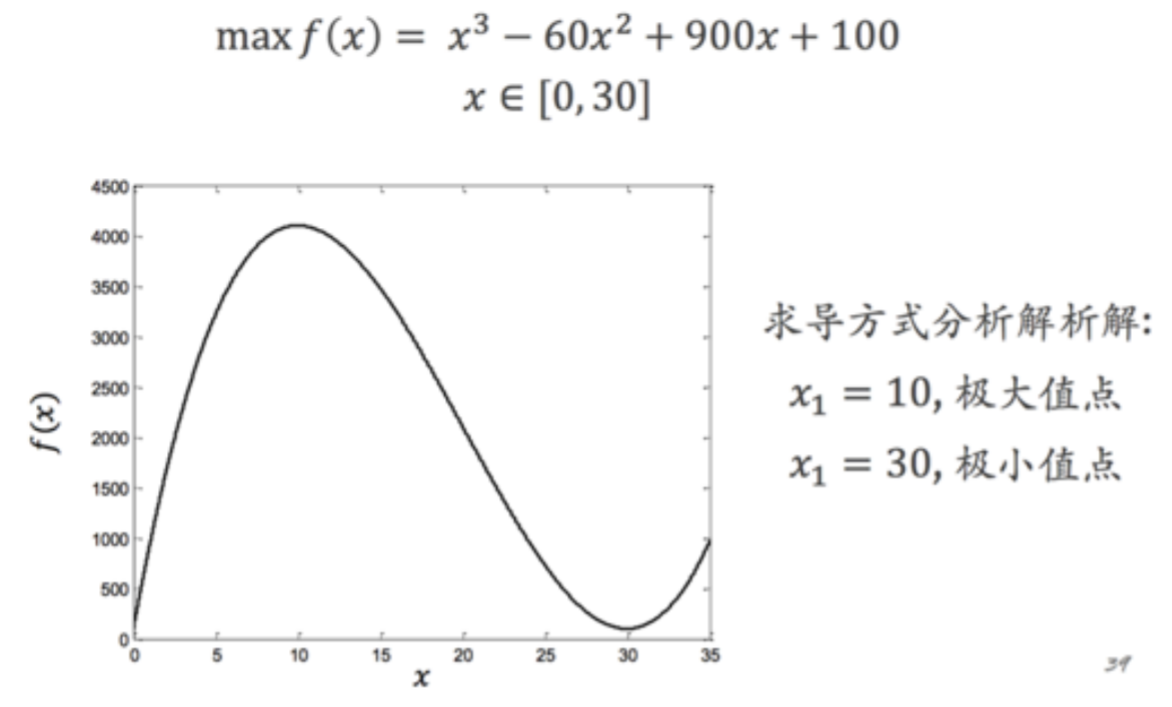 max f(x) = x³ − 60x² + 900x + 100
x ∈ [0, 30]
4500
4000
3500
3000
2500
2000
1500
1000
500
0
f(x)
0 5 10 15 20 25 30 35
x
求导方式分析解析解:
x₁ = 10, 极大值点
x₁ = 30, 极小值点
39